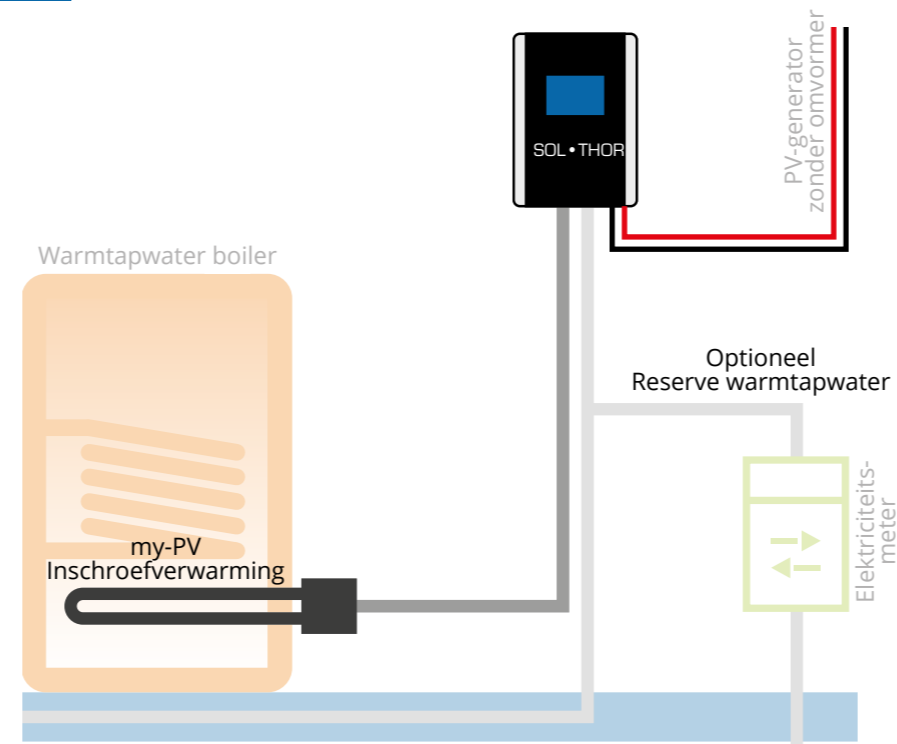 PV-generator
zonder omvormer
SOL•THOR
Warmtapwater boiler
Optioneel
Reserve warmtapwater
Elektriciteits-
meter
my-PV
Inschroefverwarming